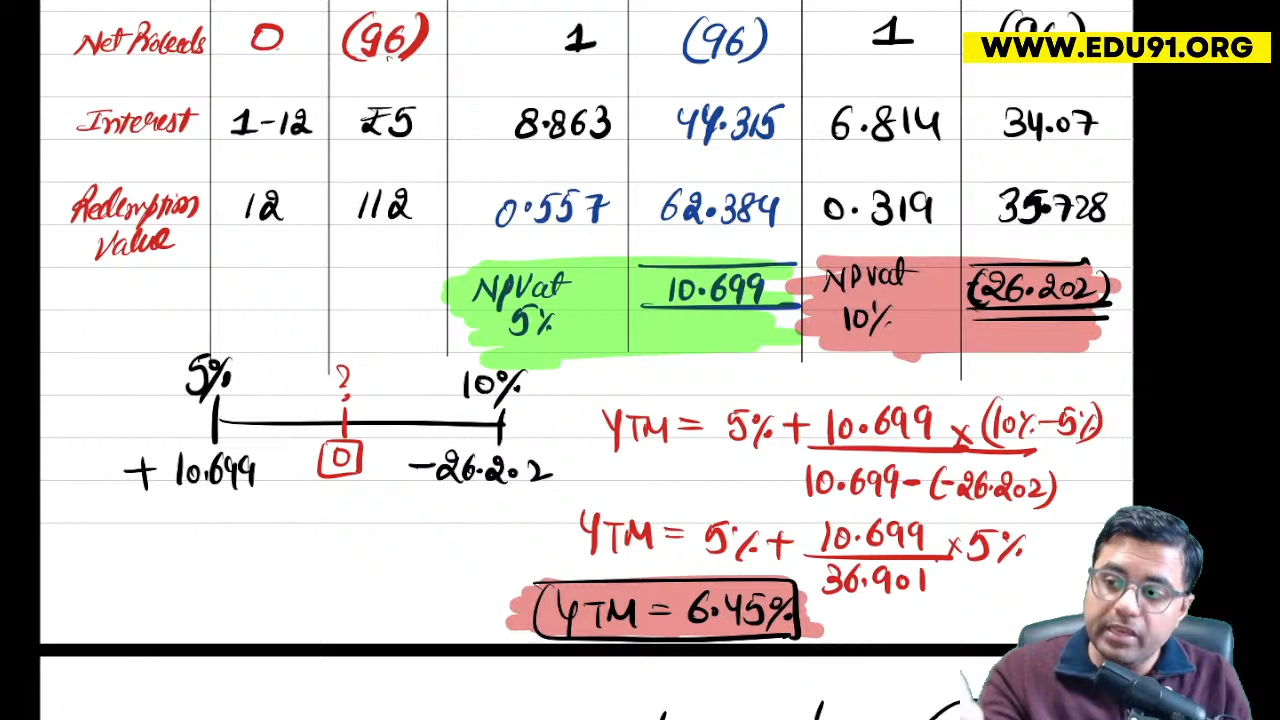 Net Proceeds 0 (96) 1 (96) 1 (96)
WWW.EDU91.ORG
Interest 1-12 ₹5 8.863 44.315 6.814 34.07
Redemption Value 12 112 0.557 62.384 0.319 35.728
NPV at 5% 10.699 NPV at 10% (26.202)
5% ? 10%
+ 10.699 0 -26.202
YTM = 5% + 10.699 × (10% - 5%)
10.699 - (-26.202)
YTM = 5% + 10.699 × 5%
36.901
YTM = 6.45%